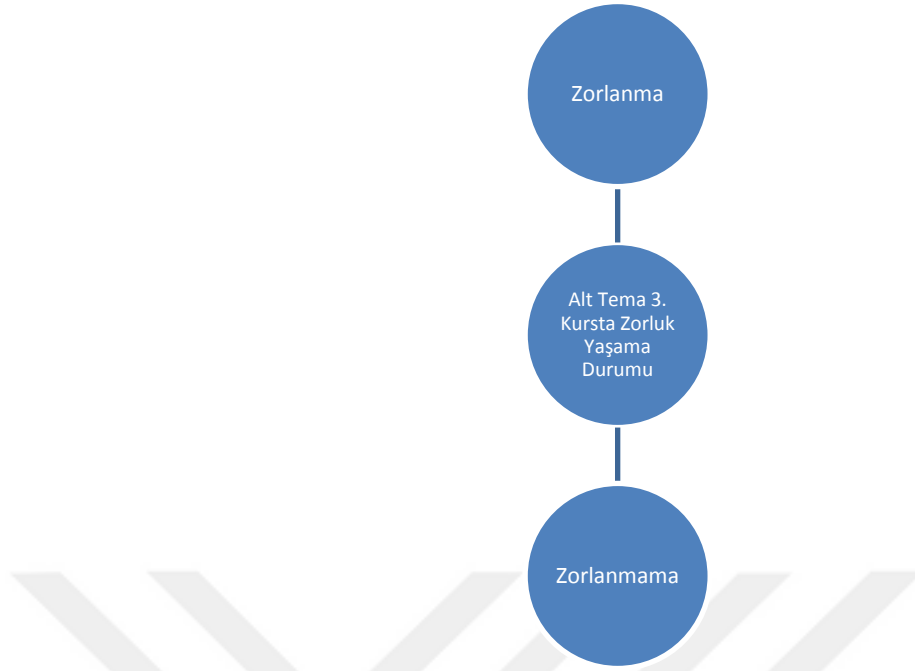 Zorlanma
Alt Tema 3.
Kursta Zorluk
Yaşama
Durumu
Zorlanmama